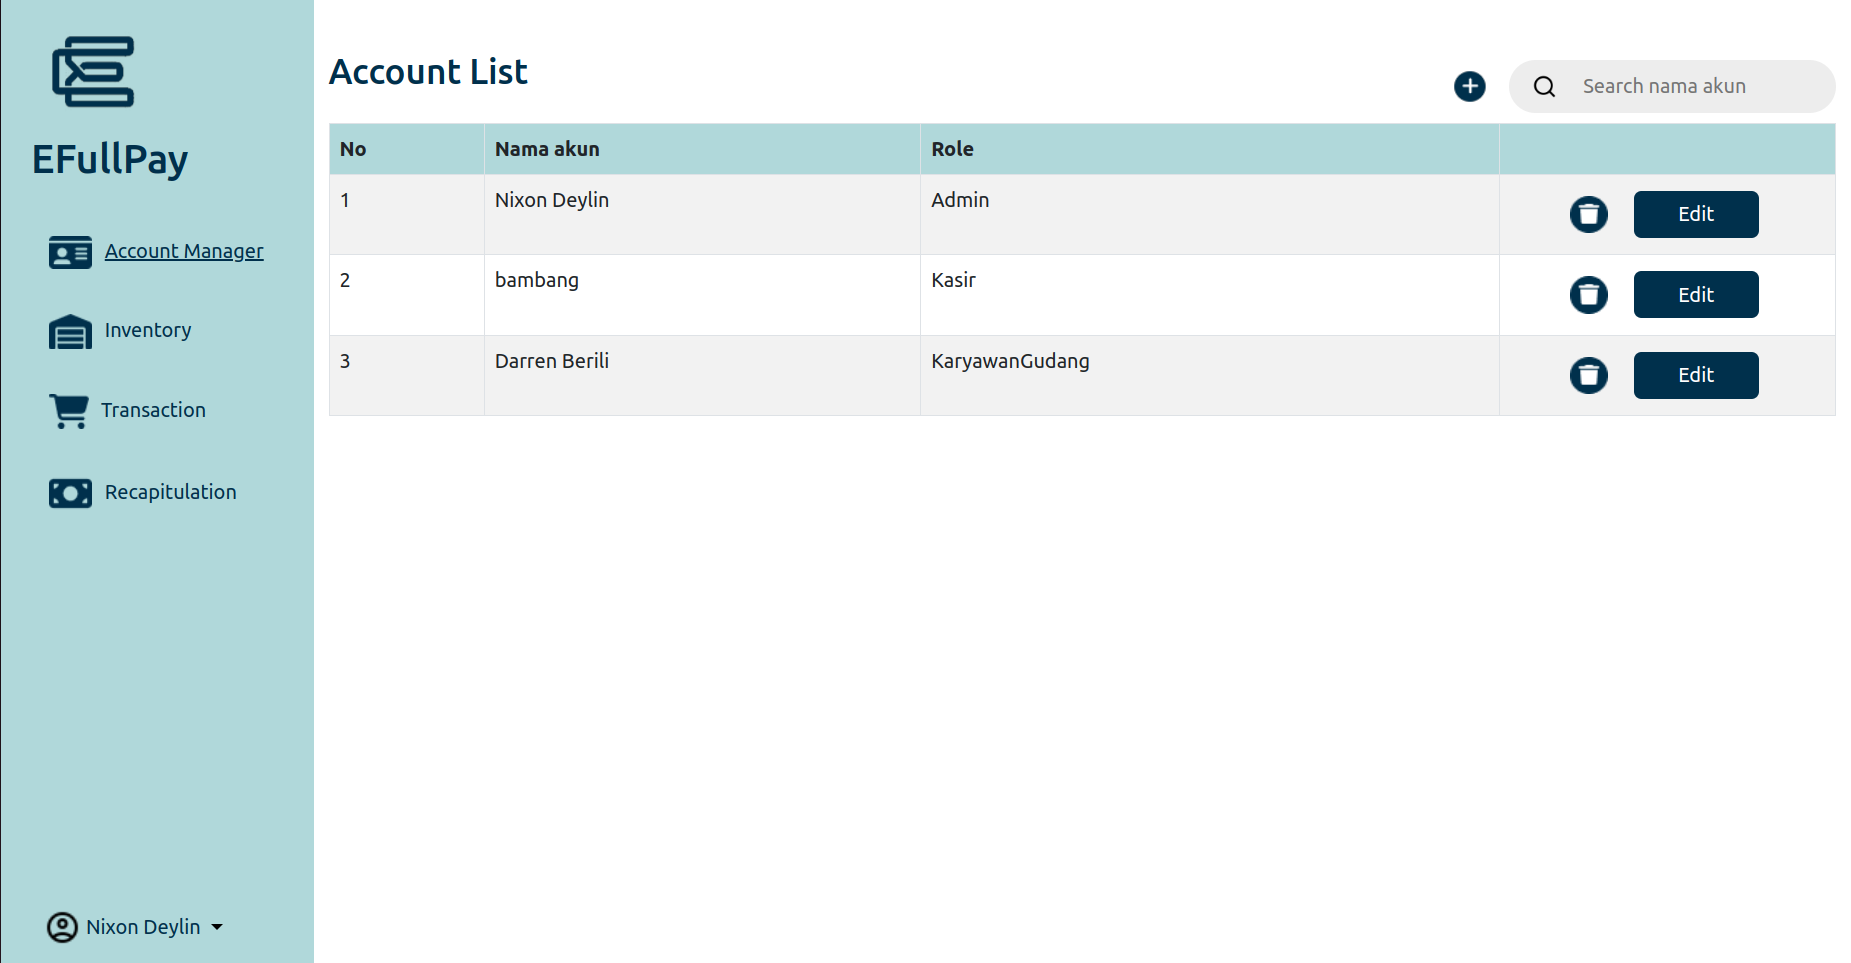 EFullPay
Account Manager
Inventory
Transaction
Recapitulation
Nixon Deylin
Account List
Search nama akun
No Nama akun Role
1 Nixon Deylin Admin Edit
2 bambang Kasir Edit
3 Darren Berili KaryawanGudang Edit